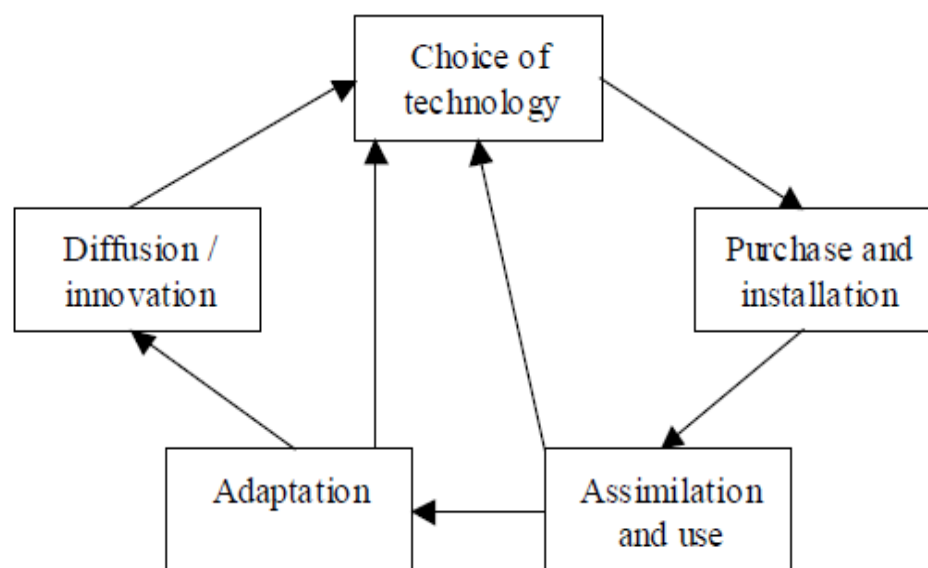 Choice of
technology
Diffusion /
innovation
Purchase and
installation
Adaptation
Assimilation
and use